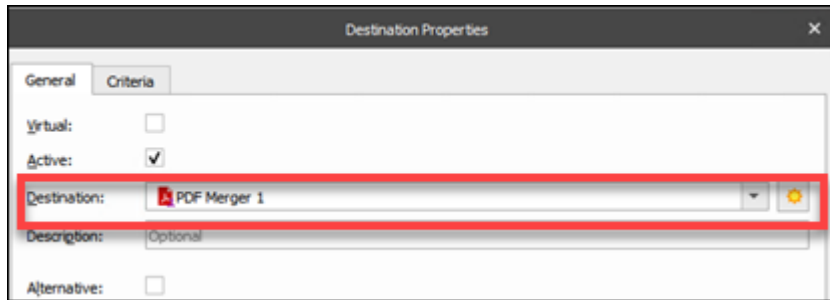 Destination Properties
General Criteria
Virtual:
Active:
Destination: PDF Merger 1
Description: Optional
Alternative: